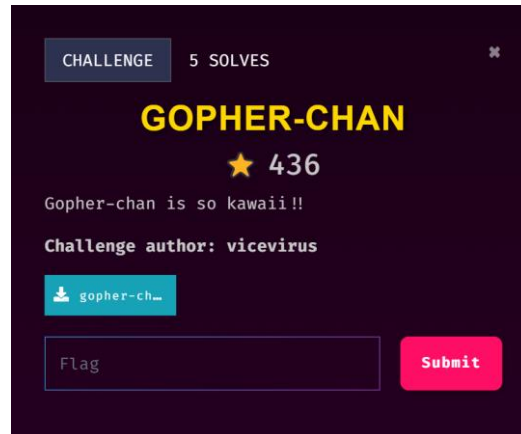 CHALLENGE 5 SOLVES ✖
GOPHER-CHAN
⭐ 436
Gopher-chan is so kawaii!!
Challenge author: vicevirus
gopher-ch…
Flag Submit